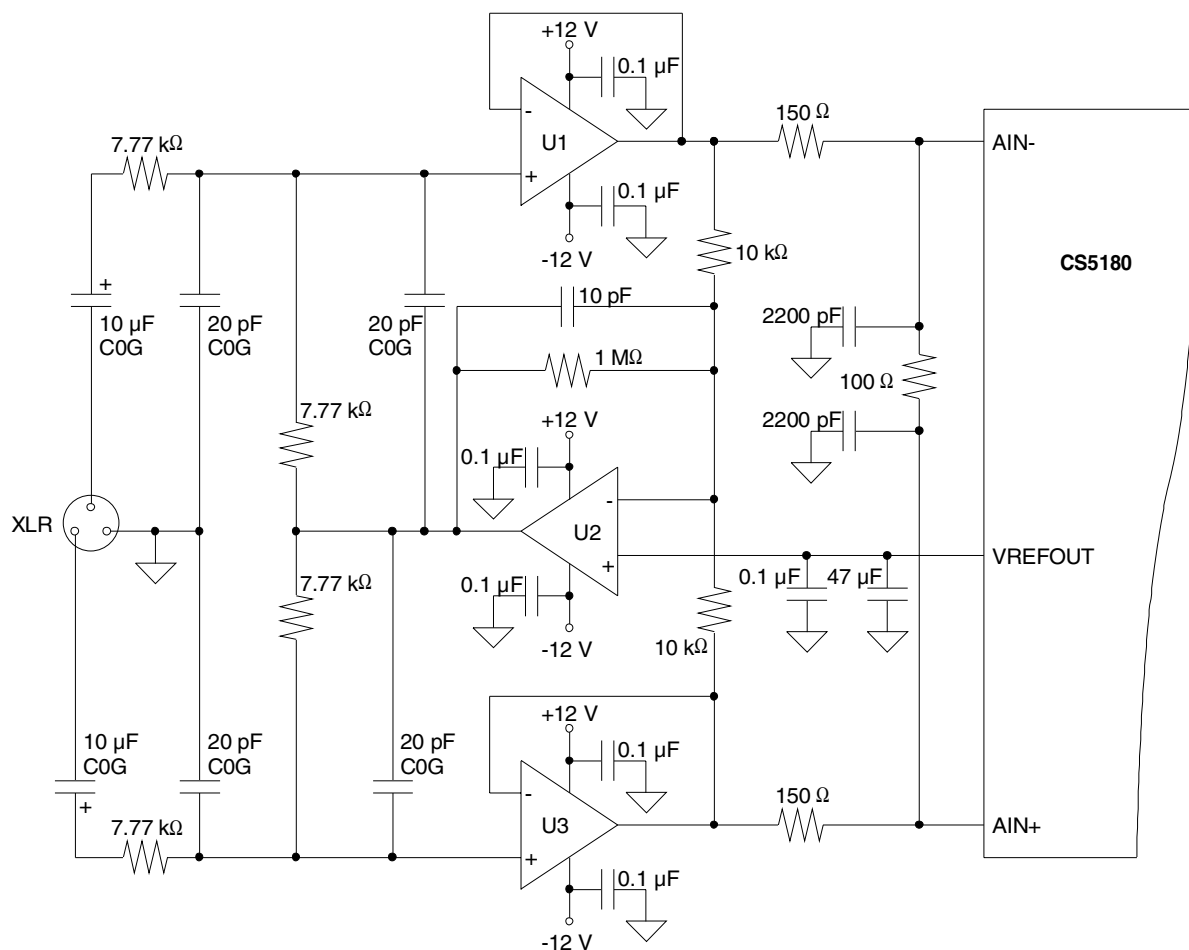 +12 V
0.1 µF
150 Ω
7.77 kΩ
-
U1
+
AIN-
0.1 µF
-12 V
10 kΩ
CS5180
+
10 µF
C0G
20 pF
C0G
20 pF
C0G
10 pF
2200 pF
1 MΩ
100 Ω
7.77 kΩ
+12 V
2200 pF
0.1 µF
-
XLR
U2
+
VREFOUT
7.77 kΩ
0.1 µF
0.1 µF
47 µF
-12 V
10 kΩ
+12 V
10 µF
C0G
20 pF
C0G
20 pF
C0G
0.1 µF
+
-
150 Ω
7.77 kΩ
U3
+
AIN+
0.1 µF
-12 V